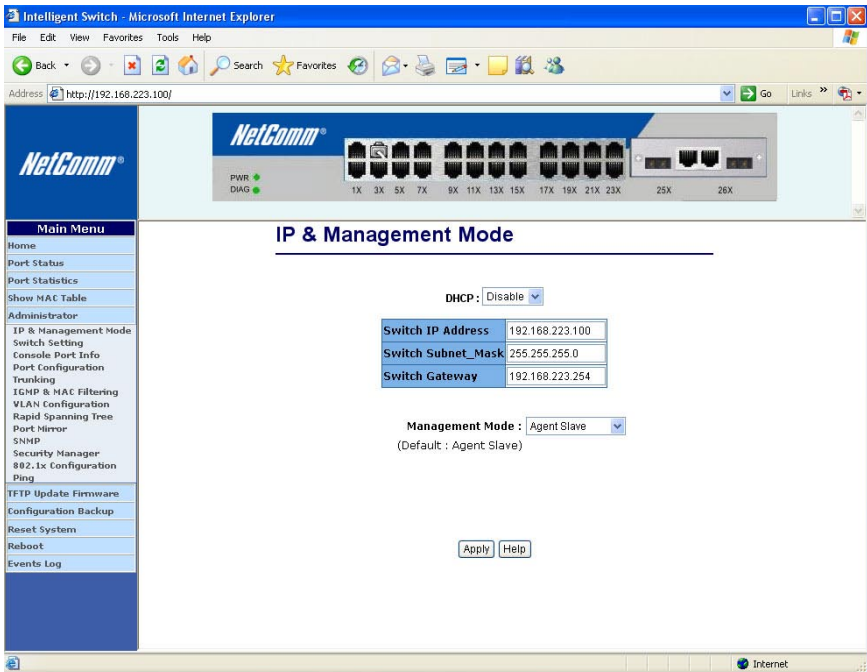 Intelligent Switch - Microsoft Internet Explorer
File Edit View Favorites Tools Help
Back Search Favorites
Address http://192.168.223.100/ Go Links »
NetComm®
NetComm®
PWR
DIAG
1X 3X 5X 7X 9X 11X 13X 15X 17X 19X 21X 23X 25X 26X
Main Menu
Home
Port Status
Port Statistics
Show MAC Table
Administrator
IP & Management Mode
Switch Setting
Console Port Info
Port Configuration
Trunking
IGMP & MAC Filtering
VLAN Configuration
Rapid Spanning Tree
Port Mirror
SNMP
Security Manager
802.1x Configuration
Ping
TFTP Update Firmware
Configuration Backup
Reset System
Reboot
Events Log
IP & Management Mode
DHCP : Disable
Switch IP Address 192.168.223.100
Switch Subnet_Mask 255.255.255.0
Switch Gateway 192.168.223.254
Management Mode : Agent Slave
(Default : Agent Slave)
Apply Help
Internet